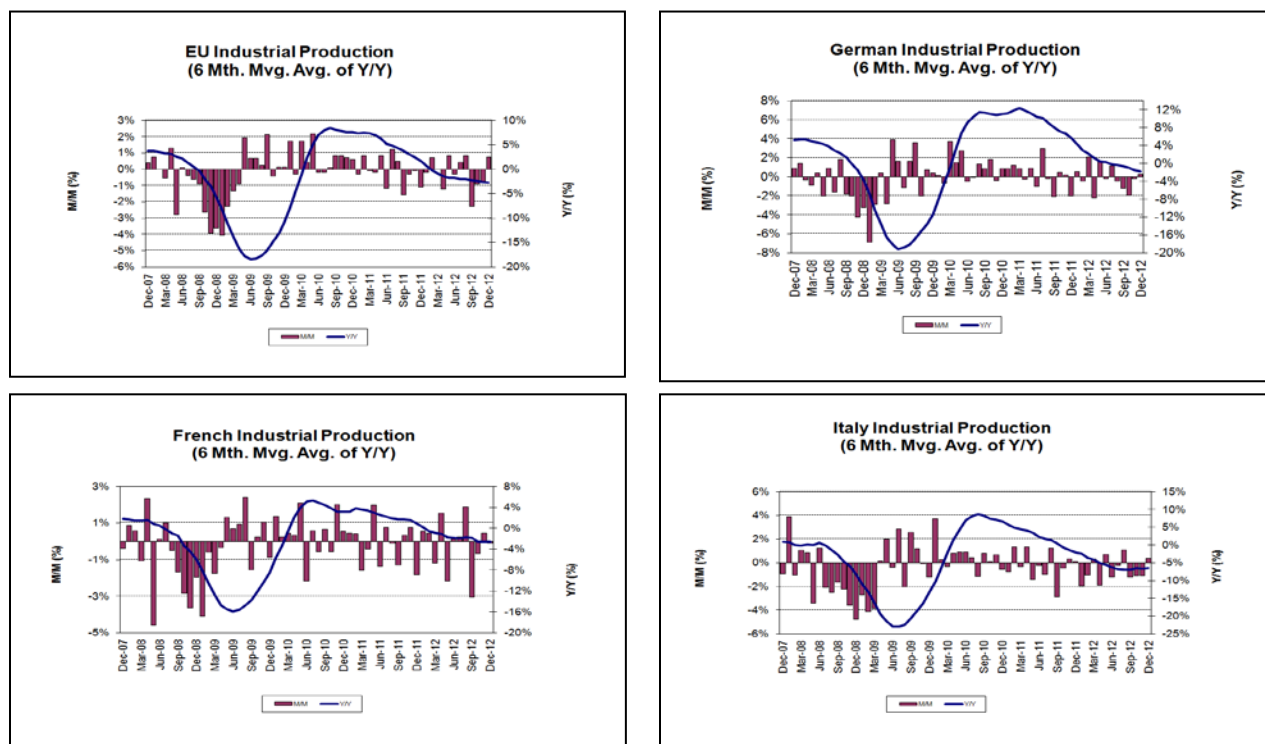 EU Industrial Production
(6 Mth. Mvg. Avg. of Y/Y)
M/M (%)
3%
2%
1%
0%
-1%
-2%
-3%
-4%
-5%
-6%
10%
5%
0%
-5%
-10%
-15%
-20%
Y/Y (%)
Dec-07
Mar-08
Jun-08
Sep-08
Dec-08
Mar-09
Jun-09
Sep-09
Dec-09
Mar-10
Jun-10
Sep-10
Dec-10
Mar-11
Jun-11
Sep-11
Dec-11
Mar-12
Jun-12
Sep-12
Dec-12
M/M Y/Y
German Industrial Production
(6 Mth. Mvg. Avg. of Y/Y)
M/M (%)
8%
6%
4%
2%
0%
-2%
-4%
-6%
-8%
12%
8%
4%
0%
-4%
-8%
-12%
-16%
-20%
Y/Y (%)
Dec-07
Mar-08
Jun-08
Sep-08
Dec-08
Mar-09
Jun-09
Sep-09
Dec-09
Mar-10
Jun-10
Sep-10
Dec-10
Mar-11
Jun-11
Sep-11
Dec-11
Mar-12
Jun-12
Sep-12
Dec-12
M/M Y/Y
French Industrial Production
(6 Mth. Mvg. Avg. of Y/Y)
M/M (%)
3%
1%
-1%
-3%
-5%
8%
4%
0%
-4%
-8%
-12%
-16%
-20%
Y/Y (%)
Dec-07
Mar-08
Jun-08
Sep-08
Dec-08
Mar-09
Jun-09
Sep-09
Dec-09
Mar-10
Jun-10
Sep-10
Dec-10
Mar-11
Jun-11
Sep-11
Dec-11
Mar-12
Jun-12
Sep-12
Dec-12
M/M Y/Y
Italy Industrial Production
(6 Mth. Mvg. Avg. of Y/Y)
M/M (%)
6%
4%
2%
0%
-2%
-4%
-6%
15%
10%
5%
0%
-5%
-10%
-15%
-20%
-25%
Y/Y (%)
Dec-07
Mar-08
Jun-08
Sep-08
Dec-08
Mar-09
Jun-09
Sep-09
Dec-09
Mar-10
Jun-10
Sep-10
Dec-10
Mar-11
Jun-11
Sep-11
Dec-11
Mar-12
Jun-12
Sep-12
Dec-12
M/M Y/Y